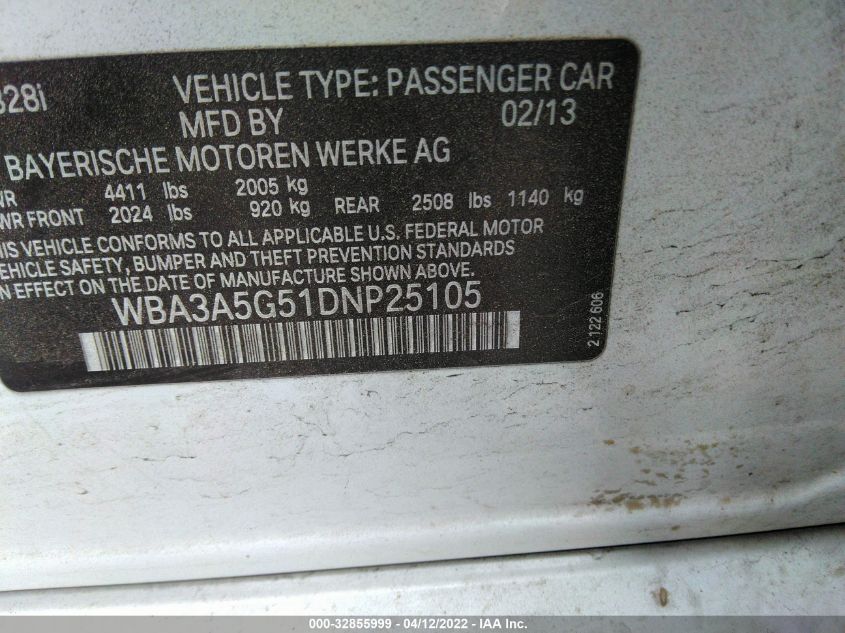 328i VEHICLE TYPE: PASSENGER CAR
MFD BY 02/13
BAYERISCHE MOTOREN WERKE AG
WR 4411 lbs 2005 kg
WR FRONT 2024 lbs 920 kg REAR 2508 lbs 1140 kg
HIS VEHICLE CONFORMS TO ALL APPLICABLE U.S. FEDERAL MOTOR
VEHICLE SAFETY, BUMPER AND THEFT PREVENTION STANDARDS
IN EFFECT ON THE DATE OF MANUFACTURE SHOWN ABOVE.
WBA3A5G51DNP25105
2 122 606
000-32855999 - 04/12/2022 - IAA Inc.